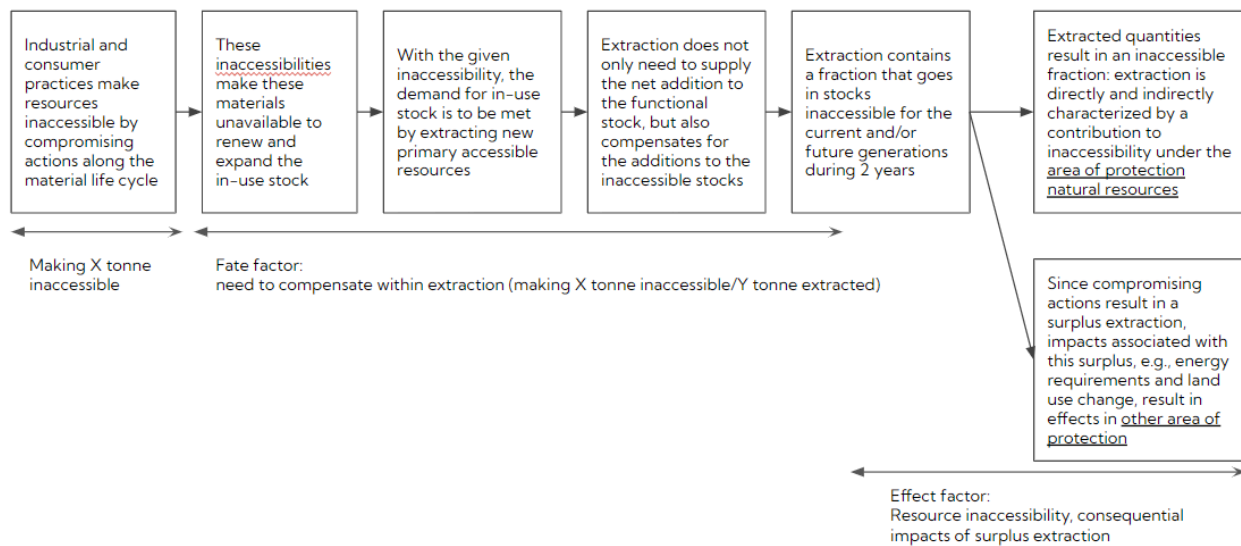 Industrial and
consumer
practices make
resources
inaccessible by
compromising
actions along the
material life cycle
These
inaccessibilities
make these
materials
unavailable to
renew and
expand the
in-use stock
With the given
inaccessibility, the
demand for in-use
stock is to be met
by extracting new
primary accessible
resources
Extraction does not
only need to supply
the net addition to
the functional
stock, but also
compensates for
the additions to the
inaccessible stocks
Extraction contains
a fraction that goes
in stocks
inaccessible for the
current and/or
future generations
during 2 years
Extracted quantities
result in an inaccessible
fraction: extraction is
directly and indirectly
characterized by a
contribution to
inaccessibility under the
area of protection
natural resources
Making X tonne
inaccessible
Fate factor:
need to compensate within extraction (making X tonne inaccessible/Y tonne extracted)
Since compromising
actions result in a
surplus extraction,
impacts associated with
this surplus, e.g., energy
requirements and land
use change, result in
effects in other area of
protection
Effect factor:
Resource inaccessibility, consequential
impacts of surplus extraction